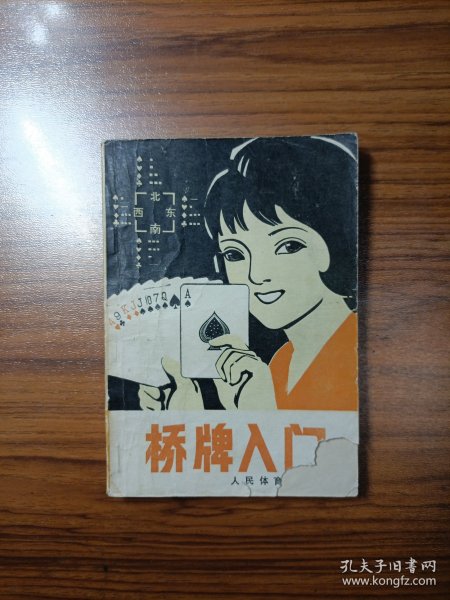 北
西 东
南
A
桥牌入门
人民体育
孔夫子旧书网
www.kongfz.com